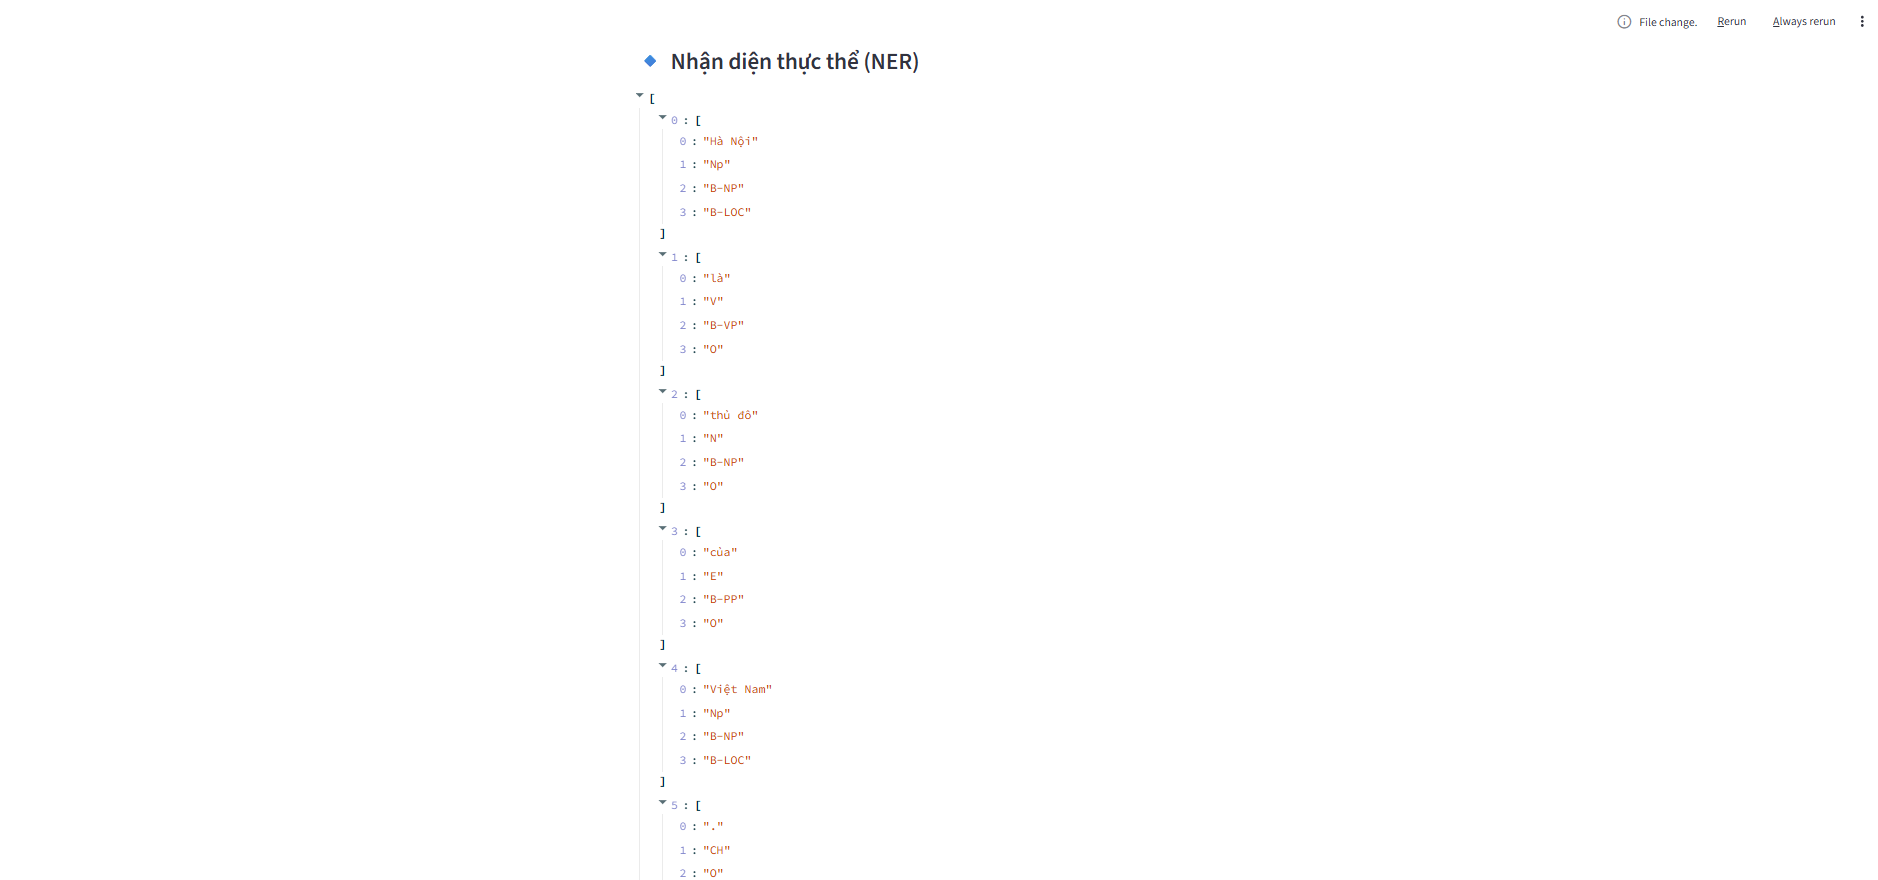 File change. Rerun Always rerun
Nhận diện thực thể (NER)
[
0 : [
0 : "Hà Nội"
1 : "Np"
2 : "B-NP"
3 : "B-LOC"
]
1 : [
0 : "là"
1 : "V"
2 : "B-VP"
3 : "O"
]
2 : [
0 : "thủ đô"
1 : "N"
2 : "B-NP"
3 : "O"
]
3 : [
0 : "của"
1 : "E"
2 : "B-PP"
3 : "O"
]
4 : [
0 : "Việt Nam"
1 : "Np"
2 : "B-NP"
3 : "B-LOC"
]
5 : [
0 : "."
1 : "CH"
2 : "O"